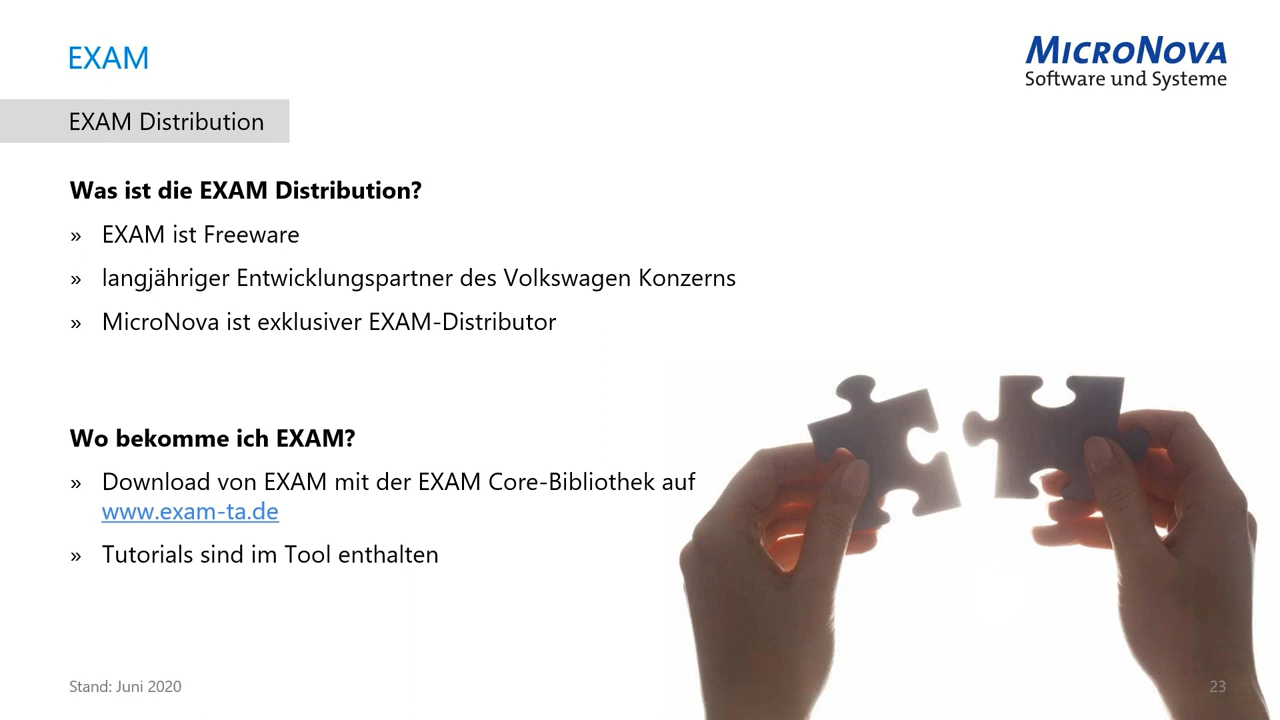 EXAM
MICRONOVA
Software und Systeme
EXAM Distribution
Was ist die EXAM Distribution?
» EXAM ist Freeware
» langjähriger Entwicklungspartner des Volkswagen Konzerns
» MicroNova ist exklusiver EXAM-Distributor
Wo bekomme ich EXAM?
» Download von EXAM mit der EXAM Core-Bibliothek auf
www.exam-ta.de
» Tutorials sind im Tool enthalten
Stand: Juni 2020
23